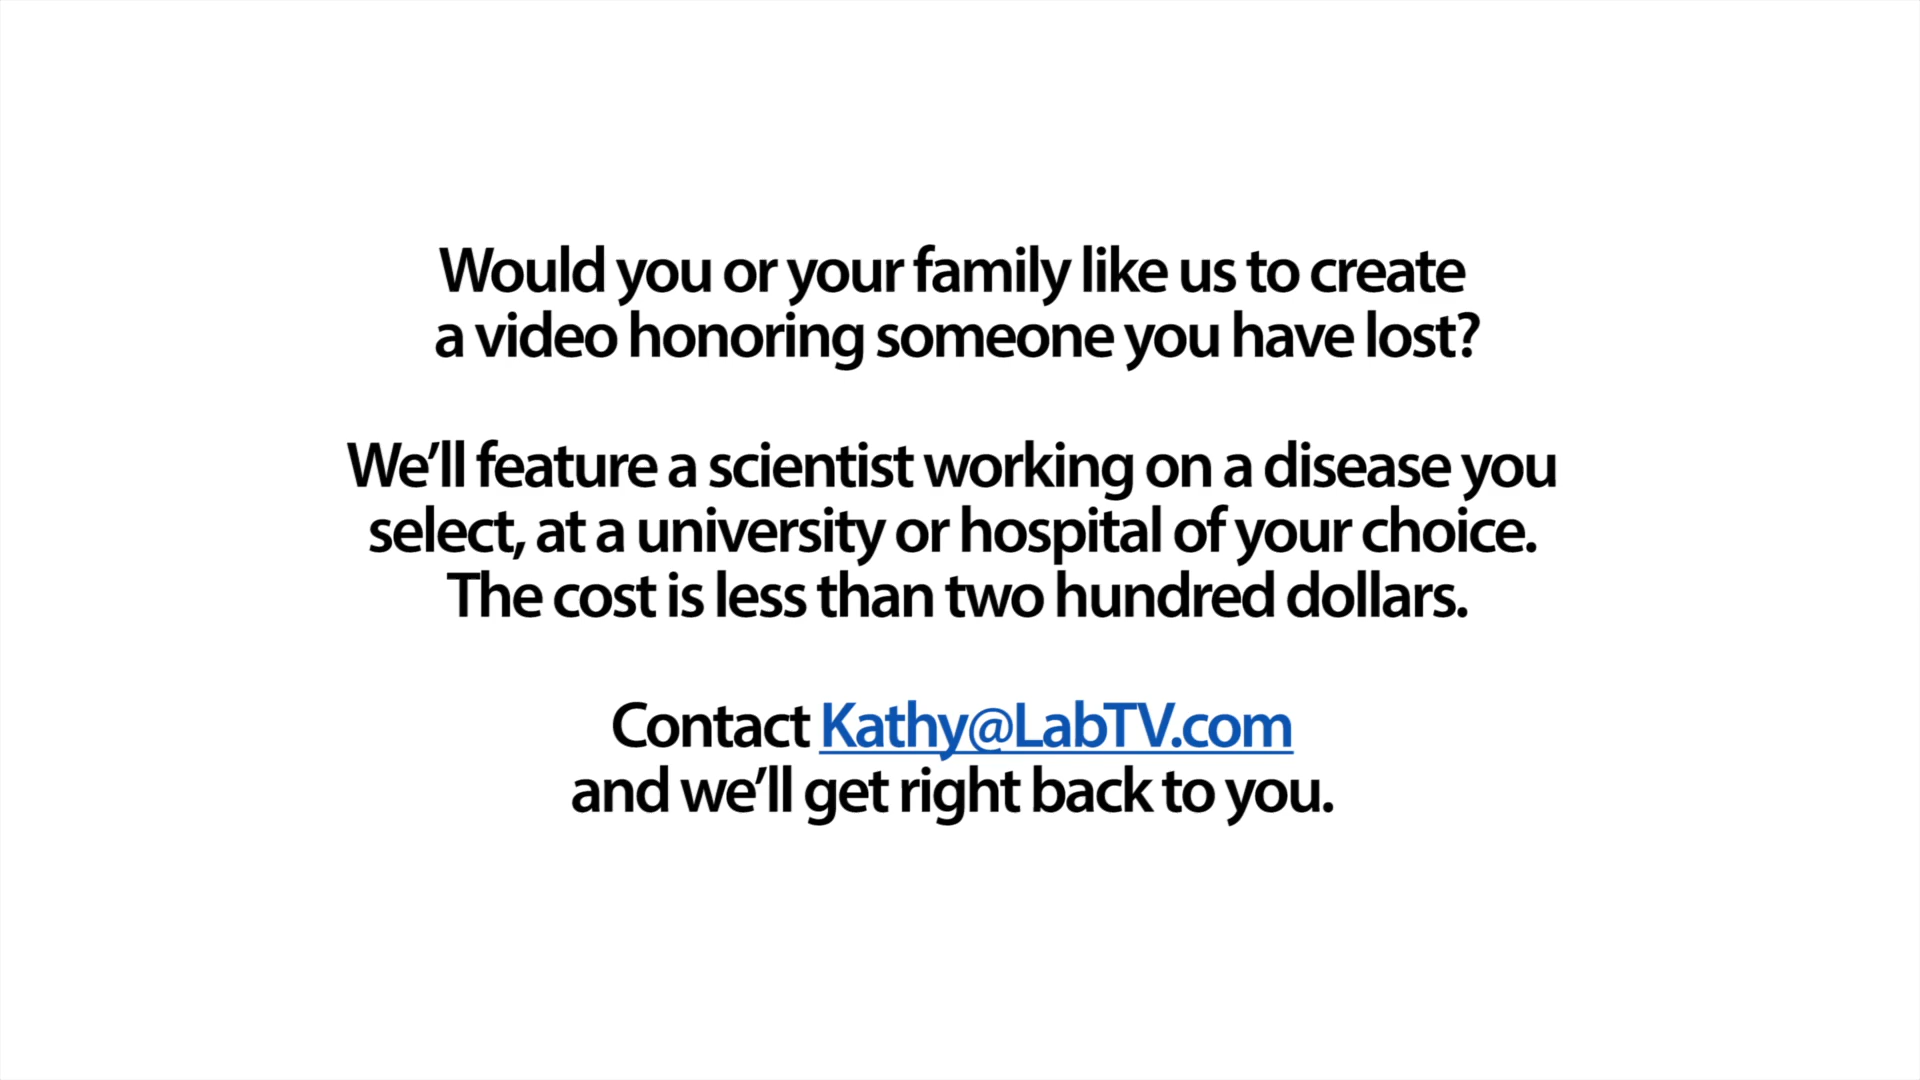 Would you or your family like us to create
a video honoring someone you have lost?
We’ll feature a scientist working on a disease you
select, at a university or hospital of your choice.
The cost is less than two hundred dollars.
Contact Kathy@LabTV.com
and we’ll get right back to you.